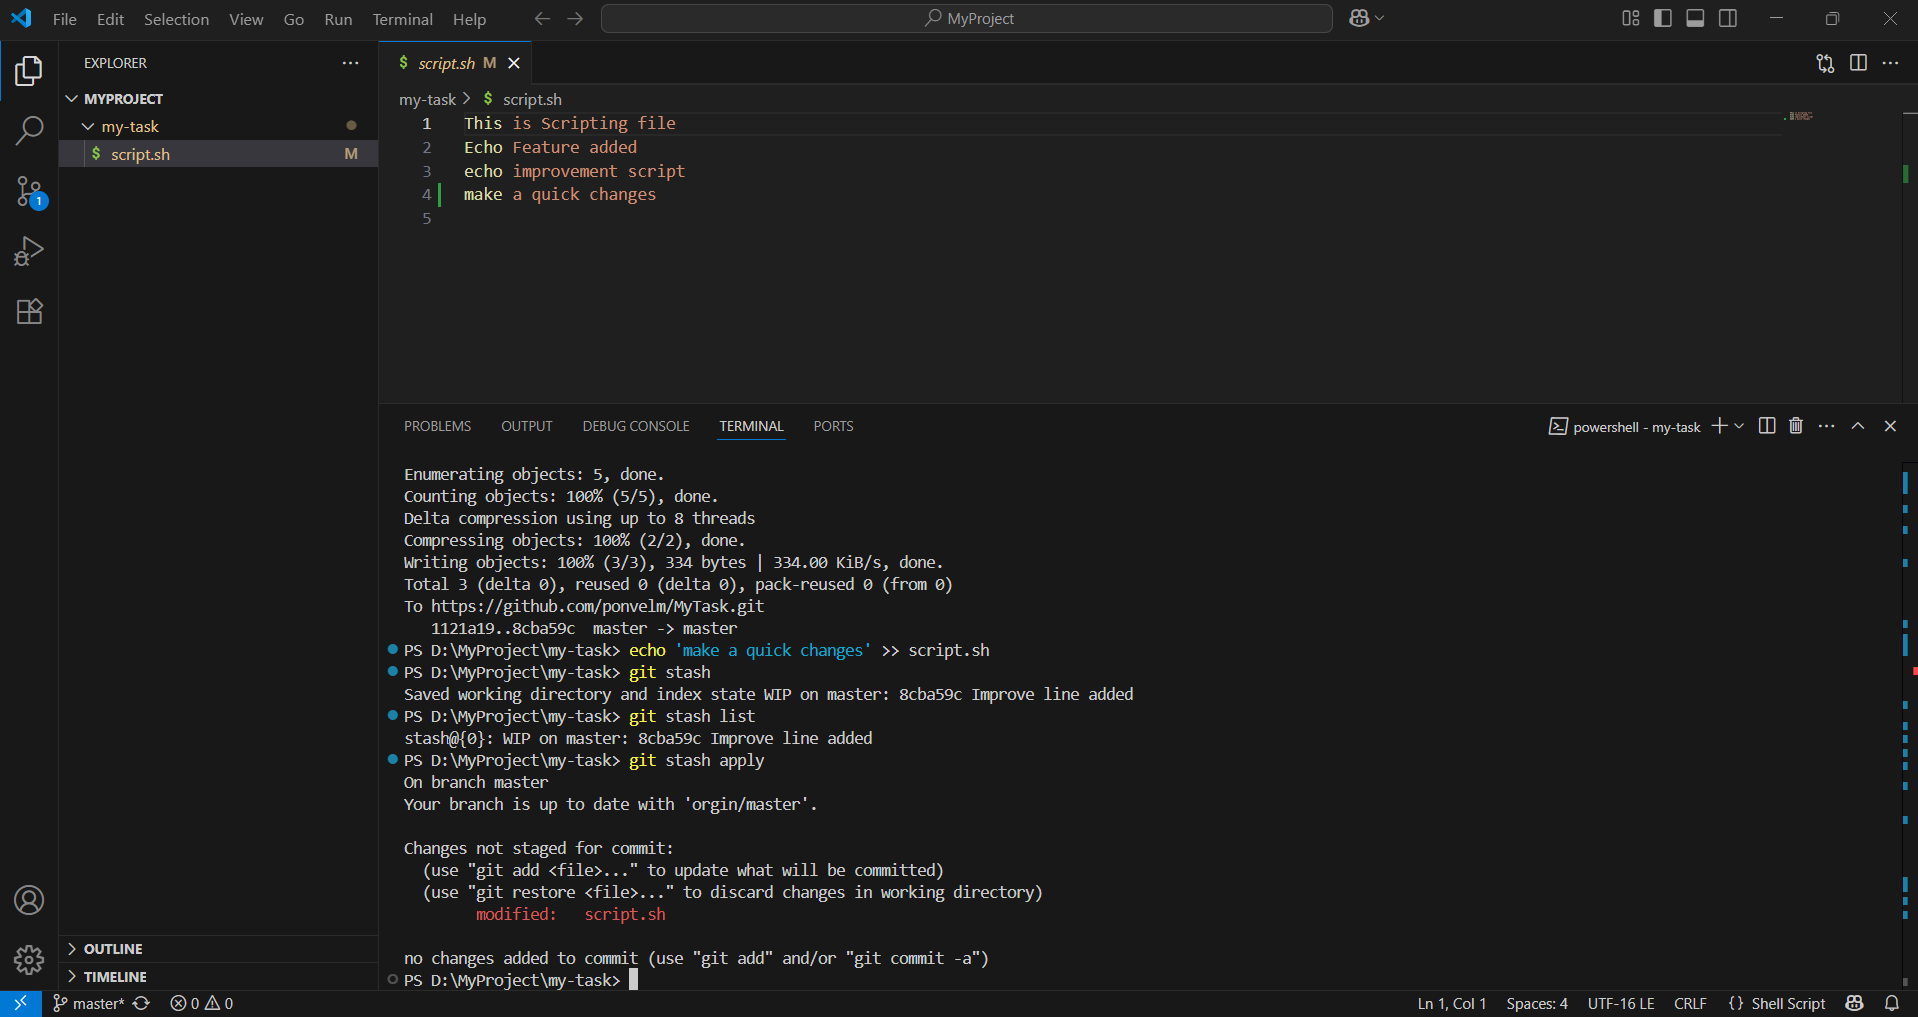 File Edit Selection View Go Run Terminal Help
MyProject
EXPLORER
MYPROJECT
my-task
$ script.sh M
1
$ script.sh M
my-task > $ script.sh
1 This is Scripting file
2 Echo Feature added
3 echo improvement script
4 make a quick changes
5
PROBLEMS OUTPUT DEBUG CONSOLE TERMINAL PORTS
powershell - my-task
Enumerating objects: 5, done.
Counting objects: 100% (5/5), done.
Delta compression using up to 8 threads
Compressing objects: 100% (2/2), done.
Writing objects: 100% (3/3), 334 bytes | 334.00 KiB/s, done.
Total 3 (delta 0), reused 0 (delta 0), pack-reused 0 (from 0)
To https://github.com/ponvelm/MyTask.git
1121a19..8cba59c master -> master
PS D:\MyProject\my-task> echo 'make a quick changes' >> script.sh
PS D:\MyProject\my-task> git stash
Saved working directory and index state WIP on master: 8cba59c Improve line added
PS D:\MyProject\my-task> git stash list
stash@{0}: WIP on master: 8cba59c Improve line added
PS D:\MyProject\my-task> git stash apply
On branch master
Your branch is up to date with 'orgin/master'.
Changes not staged for commit:
(use "git add <file>..." to update what will be committed)
(use "git restore <file>..." to discard changes in working directory)
modified: script.sh
no changes added to commit (use "git add" and/or "git commit -a")
PS D:\MyProject\my-task>
OUTLINE
TIMELINE
master* 0 0
Ln 1, Col 1 Spaces: 4 UTF-16 LE CRLF {} Shell Script